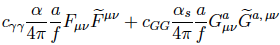 $c_{\gamma\gamma} \frac{\alpha}{4\pi} \frac{a}{f} F_{\mu\nu} \widetilde{F}^{\mu\nu} + c_{GG} \frac{\alpha_s}{4\pi} \frac{a}{f} G^{a}_{\mu\nu} \widetilde{G}^{a,\,\mu\nu}$